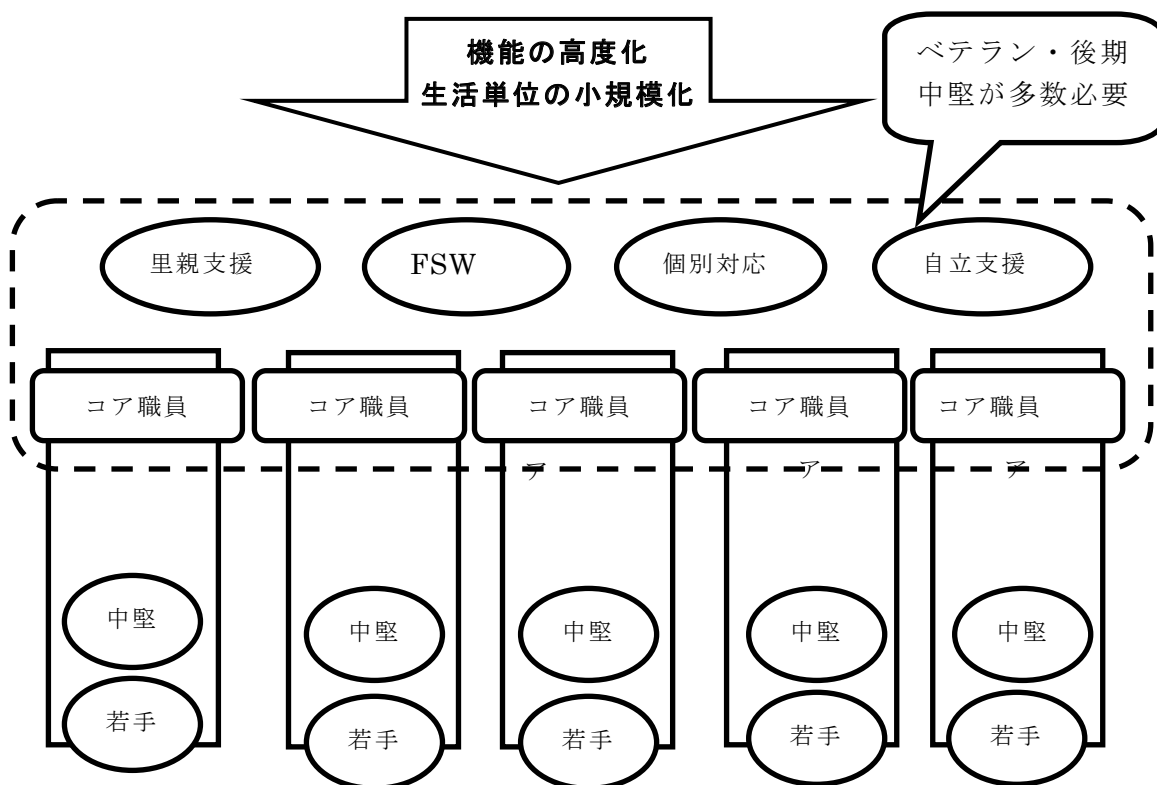 機能の高度化
生活単位の小規模化
ベテラン・後期
中堅が多数必要
里親支援
FSW
個別対応
自立支援
コア職員
コア職員
コア職員
コア職員
コア職員
ア
ア
ア
中堅
中堅
中堅
中堅
中堅
若手
若手
若手
若手
若手